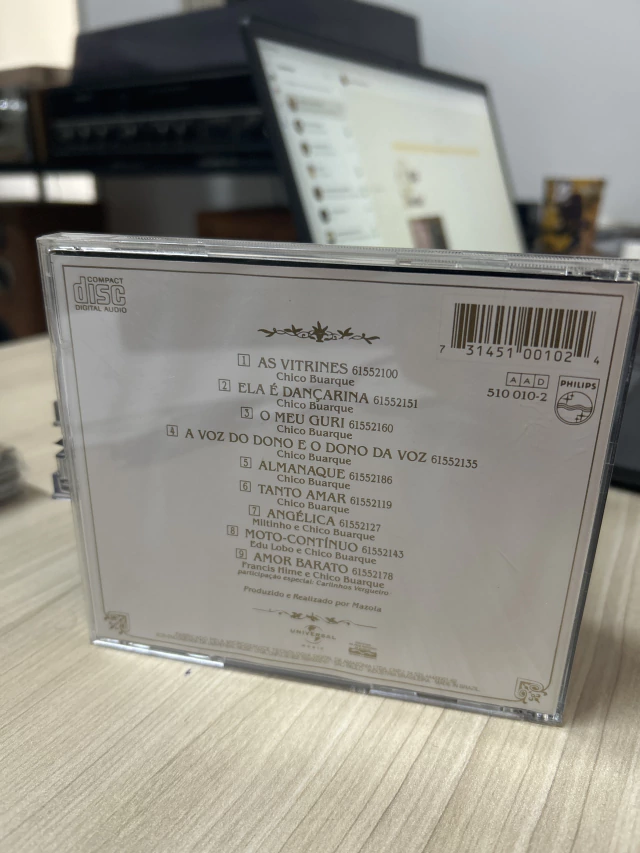 COMPACT
disc
DIGITAL AUDIO
7 31451 00102 4
A A D
510 010-2
PHILIPS
1 AS VITRINES 61552100
Chico Buarque
2 ELA É DANÇARINA 61552151
Chico Buarque
3 O MEU GURI 61552160
Chico Buarque
4 A VOZ DO DONO E O DONO DA VOZ 61552135
Chico Buarque
5 ALMANAQUE 61552186
Chico Buarque
6 TANTO AMAR 61552119
Chico Buarque
7 ANGÉLICA 61552127
Miltinho e Chico Buarque
8 MOTO-CONTÍNUO 61552143
Edu Lobo e Chico Buarque
9 AMOR BARATO 61552178
Francis Hime e Chico Buarque
participação especial: Carlinhos Vergueiro
Produzido e Realizado por Mazola
UNIVERSAL
MUSIC